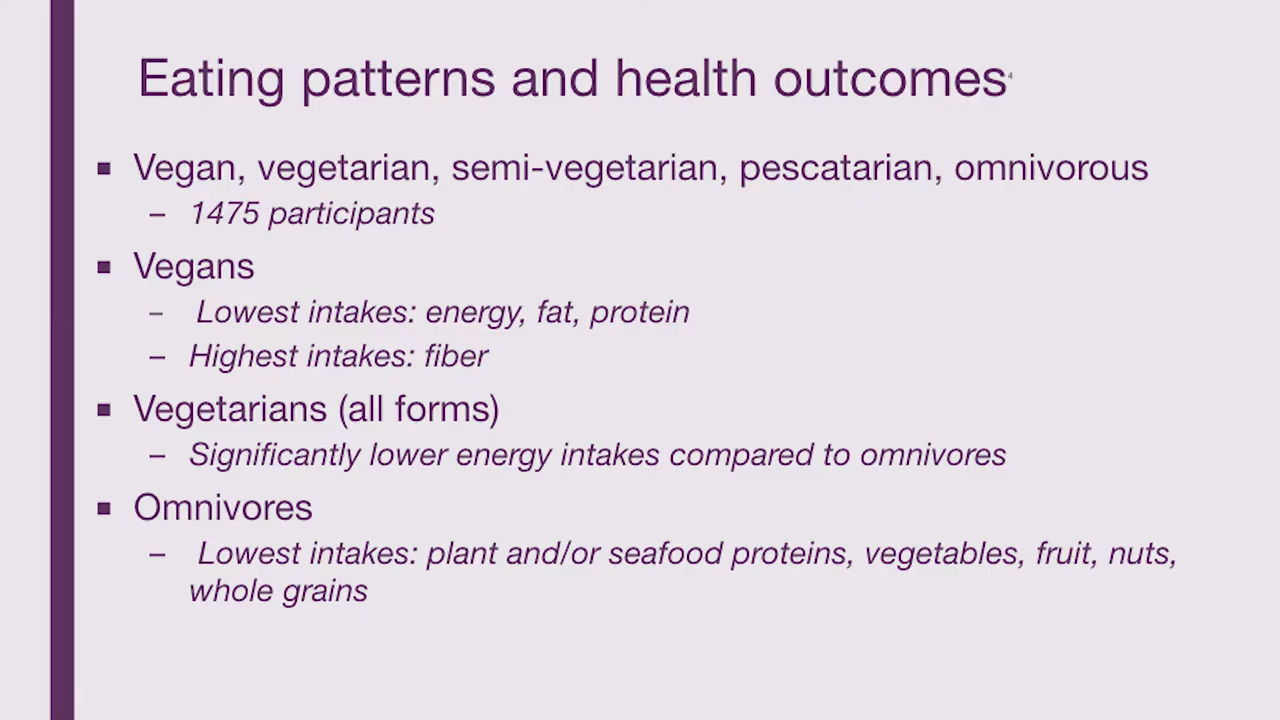 Eating patterns and health outcomes⁴
▪ Vegan, vegetarian, semi-vegetarian, pescatarian, omnivorous
– 1475 participants
▪ Vegans
– Lowest intakes: energy, fat, protein
– Highest intakes: fiber
▪ Vegetarians (all forms)
– Significantly lower energy intakes compared to omnivores
▪ Omnivores
– Lowest intakes: plant and/or seafood proteins, vegetables, fruit, nuts,
whole grains